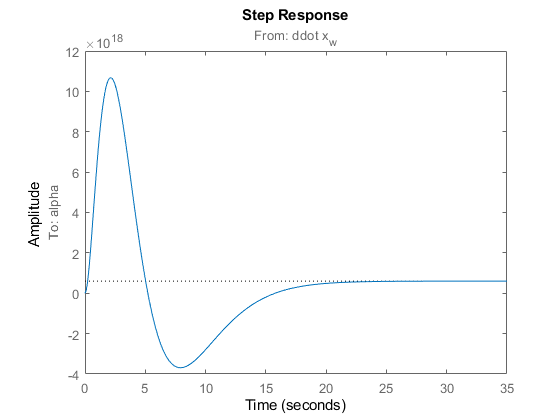 Step Response
From: ddot x_w
×10^18
12
10
8
6
4
2
0
-2
-4
Amplitude
To: alpha
0 5 10 15 20 25 30 35
Time (seconds)